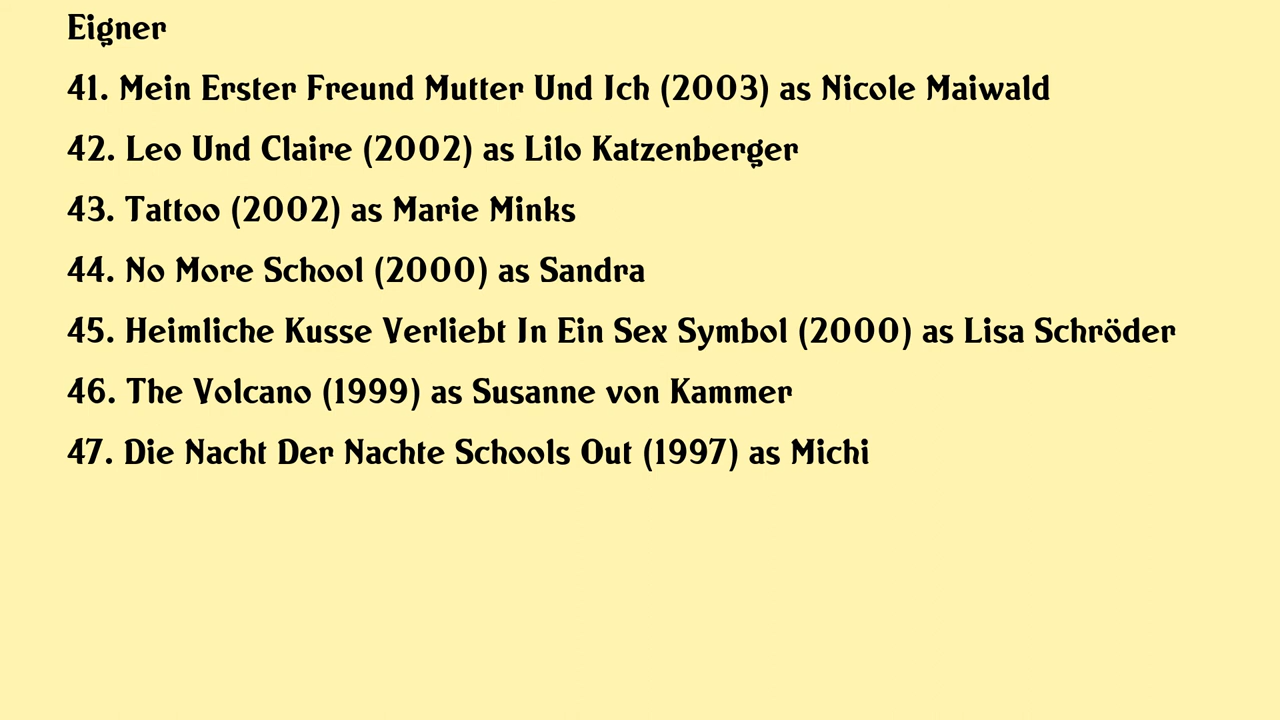 Eigner
41. Mein Erster Freund Mutter Und Ich (2003) as Nicole Maiwald
42. Leo Und Claire (2002) as Lilo Katzenberger
43. Tattoo (2002) as Marie Minks
44. No More School (2000) as Sandra
45. Heimliche Kusse Verliebt In Ein Sex Symbol (2000) as Lisa Schröder
46. The Volcano (1999) as Susanne von Kammer
47. Die Nacht Der Nachte Schools Out (1997) as Michi